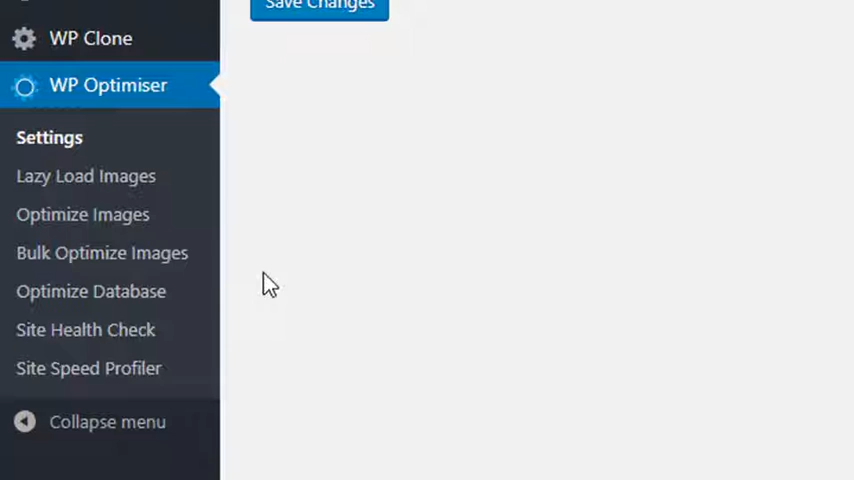 Save Changes
WP Clone
WP Optimiser
Settings
Lazy Load Images
Optimize Images
Bulk Optimize Images
Optimize Database
Site Health Check
Site Speed Profiler
Collapse menu